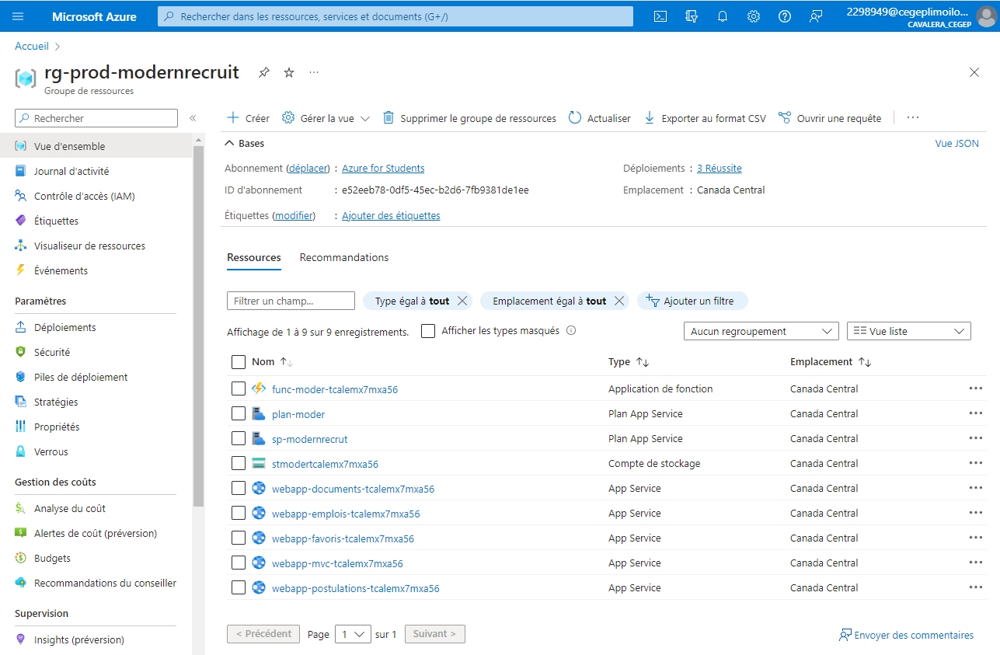 Microsoft Azure
Rechercher dans les ressources, services et documents (G+/)
2298949@cegeplimoilo...
CAVALERA_CEGEP
Accueil
rg-prod-modernrecruit
...
Groupe de ressources
Rechercher
«
Créer
Gérer la vue
Supprimer le groupe de ressources
Actualiser
Exporter au format CSV
Ouvrir une requête
...
Vue d'ensemble
Journal d'activité
Contrôle d'accès (IAM)
Étiquettes
Visualiseur de ressources
Événements
Paramètres
Déploiements
Sécurité
Piles de déploiement
Stratégies
Propriétés
Verrous
Gestion des coûts
Analyse du coût
Alertes de coût (préversion)
Budgets
Recommandations du conseiller
Supervision
Insights (préversion)
Bases
Vue JSON
Abonnement (déplacer) : Azure for Students
Déploiements : 3 Réussite
ID d'abonnement : e52eeb78-0df5-45ec-b2d6-7fb9381de1ee
Emplacement : Canada Central
Étiquettes (modifier) : Ajouter des étiquettes
Ressources Recommandations
Filtrer un champ...
Type égal à tout
Emplacement égal à tout
Ajouter un filtre
Affichage de 1 à 9 sur 9 enregistrements.
Afficher les types masqués
Aucun regroupement
Vue liste
Nom Type Emplacement
func-moder-tcalemx7mxa56 Application de fonction Canada Central ...
plan-moder Plan App Service Canada Central ...
sp-modernrecrut Plan App Service Canada Central ...
stmodertcalemx7mxa56 Compte de stockage Canada Central ...
webapp-documents-tcalemx7mxa56 App Service Canada Central ...
webapp-emplois-tcalemx7mxa56 App Service Canada Central ...
webapp-favoris-tcalemx7mxa56 App Service Canada Central ...
webapp-mvc-tcalemx7mxa56 App Service Canada Central ...
webapp-postulations-tcalemx7mxa56 App Service Canada Central ...
< Précédent Page 1 sur 1 Suivant >
Envoyer des commentaires